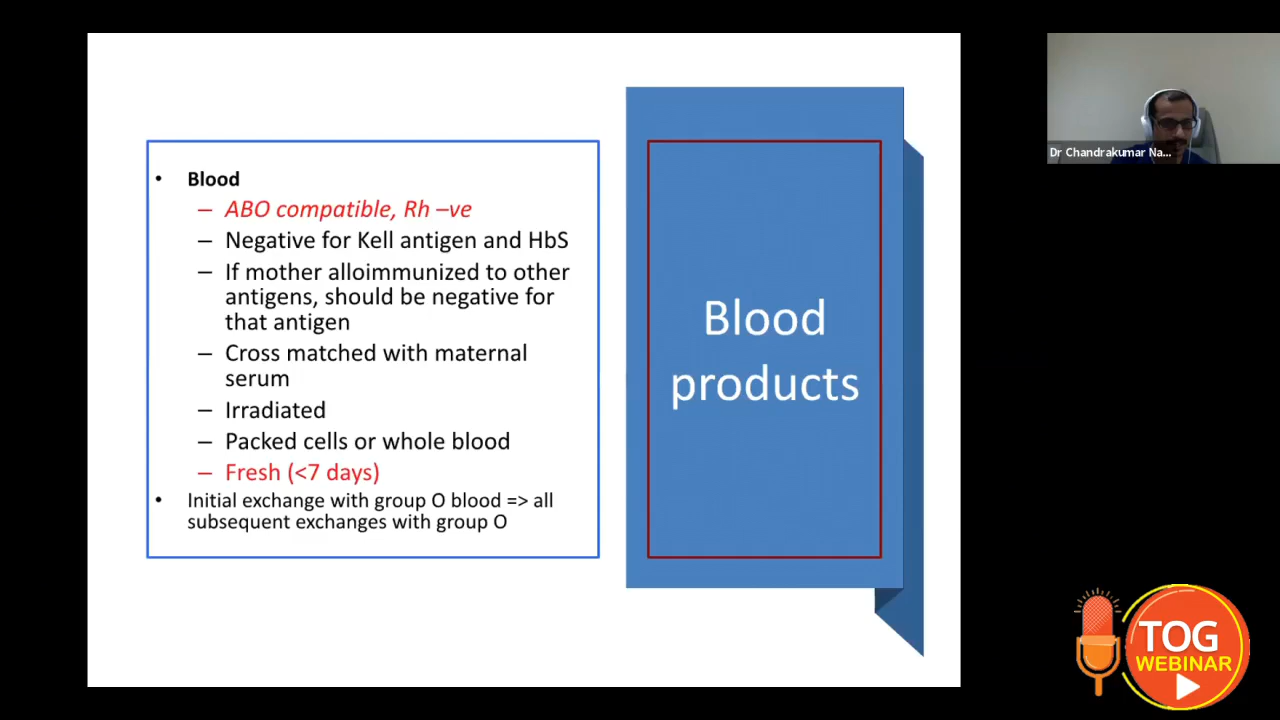 • Blood
– ABO compatible, Rh –ve
– Negative for Kell antigen and HbS
– If mother alloimmunized to other
antigens, should be negative for
that antigen
– Cross matched with maternal
serum
– Irradiated
– Packed cells or whole blood
– Fresh (<7 days)
• Initial exchange with group O blood => all
subsequent exchanges with group O
Blood
products
Dr Chandrakumar Na...
TOG
WEBINAR